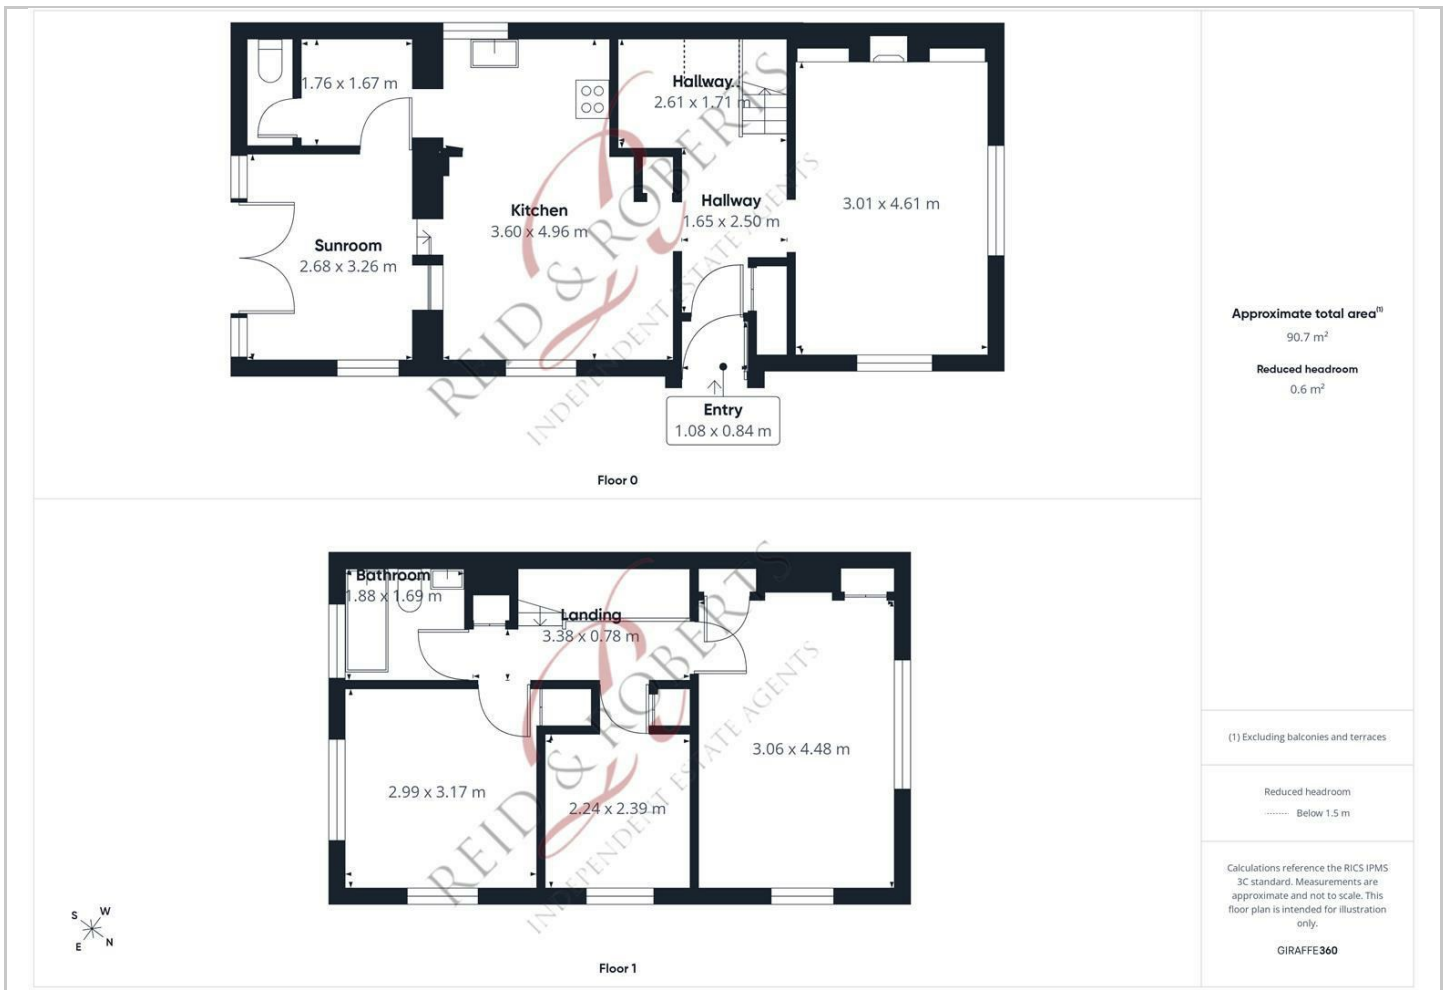 1.76 x 1.67 m
Hallway
2.61 x 1.71 m
Kitchen
3.60 x 4.96 m
Hallway
1.65 x 2.50 m
3.01 x 4.61 m
Sunroom
2.68 x 3.26 m
Entry
1.08 x 0.84 m
REID & ROBERTS
INDEPENDENT ESTATE AGENTS
Floor 0
Approximate total area(1)
90.7 m²
Reduced headroom
0.6 m²
Bathroom
1.88 x 1.69 m
Landing
3.38 x 0.78 m
3.06 x 4.48 m
2.99 x 3.17 m
2.24 x 2.39 m
REID & ROBERTS
INDEPENDENT ESTATE AGENTS
S W
E N
Floor 1
(1) Excluding balconies and terraces
Reduced headroom
Below 1.5 m
Calculations reference the RICS IPMS
3C standard. Measurements are
approximate and not to scale. This
floor plan is intended for illustration
only.
GIRAFFE360